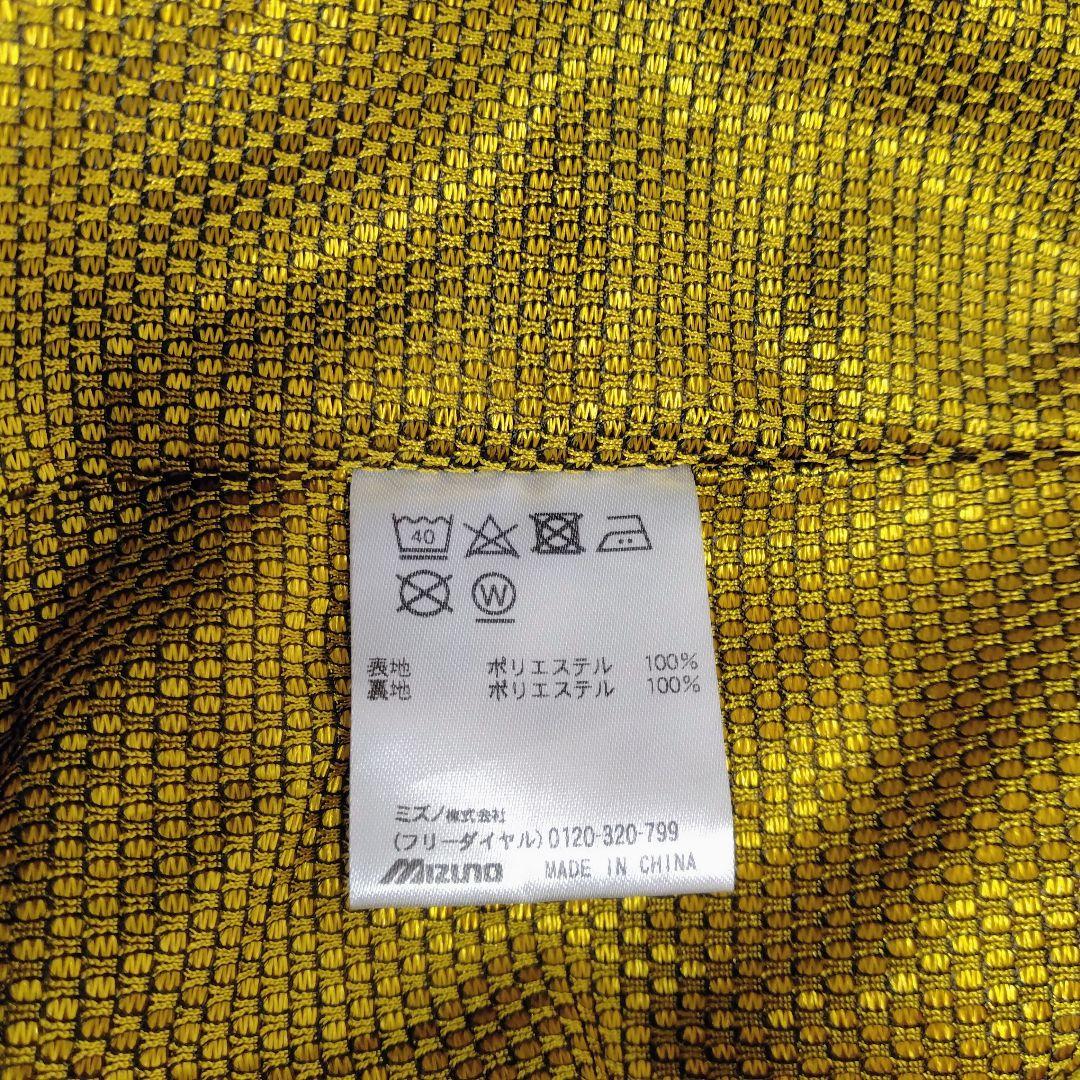 40
W
表地 ポリエステル 100%
裏地 ポリエステル 100%
ミズノ株式会社
(フリーダイヤル)0120-320-799
Mizuno MADE IN CHINA